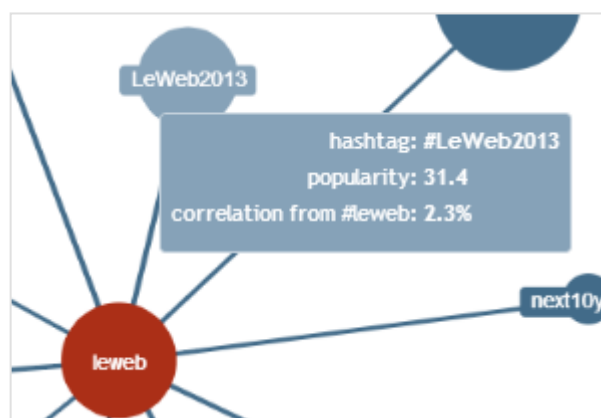 LeWeb2013
hashtag: #LeWeb2013
popularity: 31.4
correlation from #leweb: 2.3%
next10y
leweb